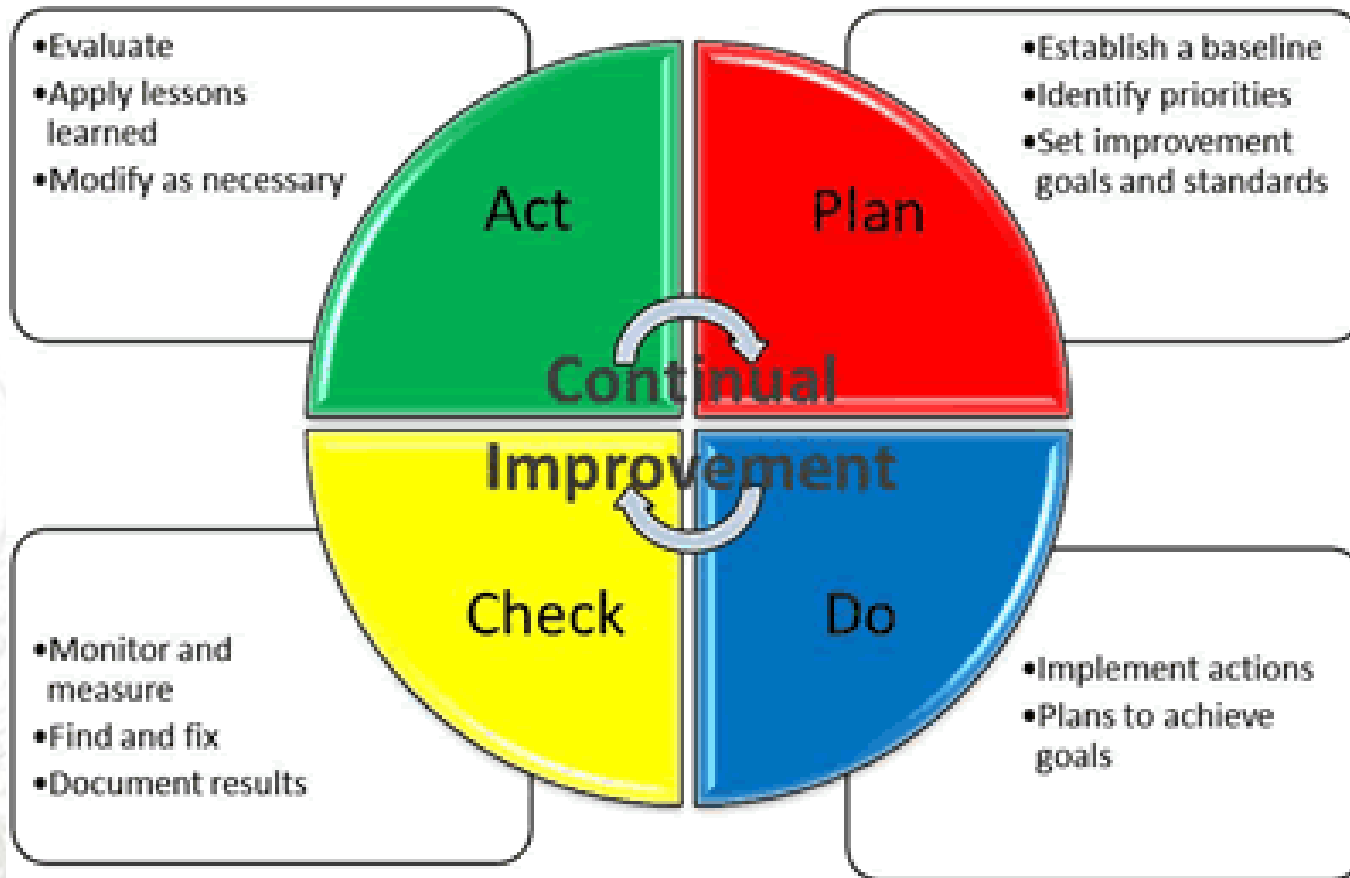 •Evaluate
•Apply lessons
learned
•Modify as necessary
•Establish a baseline
•Identify priorities
•Set improvement
goals and standards
Act
Plan
Continual
Improvement
Check
Do
•Monitor and
measure
•Find and fix
•Document results
•Implement actions
•Plans to achieve
goals